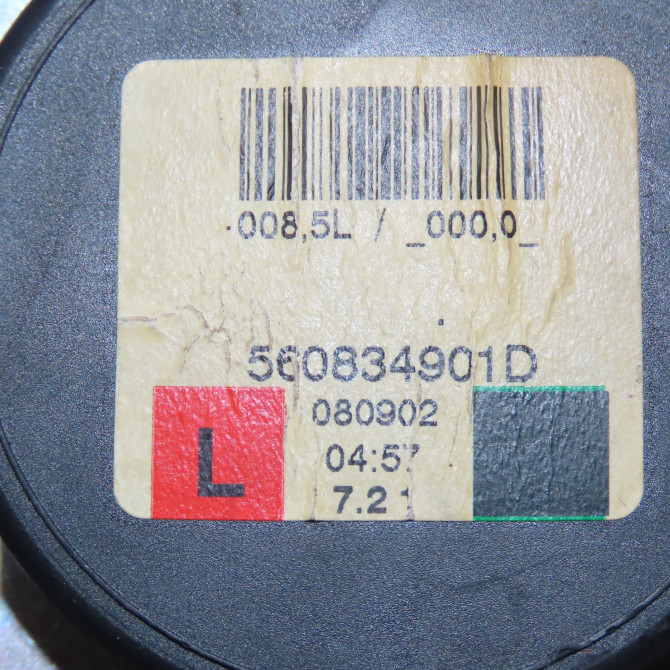 -008,5L / _000,0_
560834901D
080902
L
04:57
7.2 1